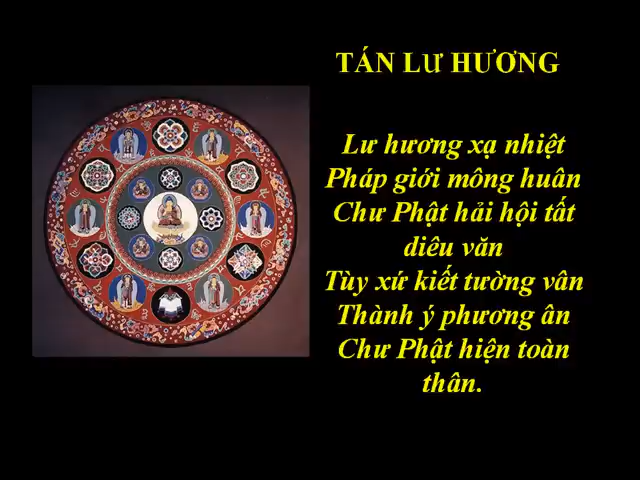 TÁN LƯ HƯƠNG
Lư hương xạ nhiệt
Pháp giới mông huân
Chư Phật hải hội tất
diêu văn
Tùy xứ kiết tường vân
Thành ý phương ân
Chư Phật hiện toàn
thân.